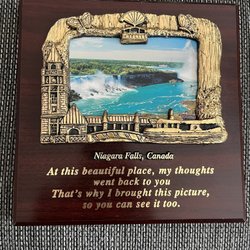 Niagara Falls, Canada
At this beautiful place, my thoughts
went back to you
That's why I brought this picture,
so you can see it too.